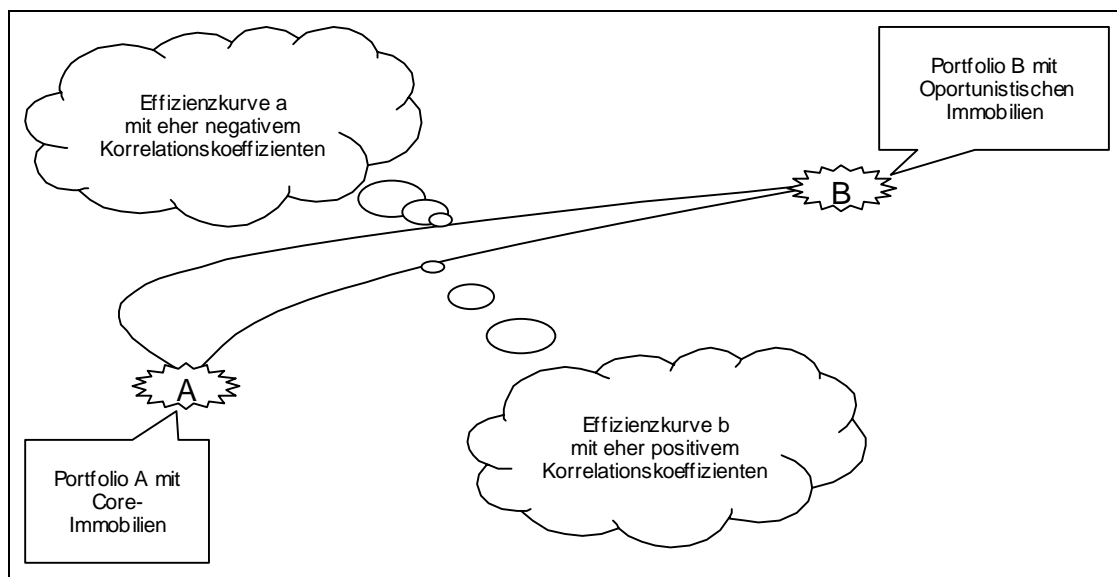 Effizienzkurve a
mit eher negativem
Korrelationskoeffizienten
Portfolio B mit
Oportunistischen
Immobilien
B
A
Effizienzkurve b
mit eher positivem
Korrelationskoeffizienten
Portfolio A mit
Core-
Immobilien